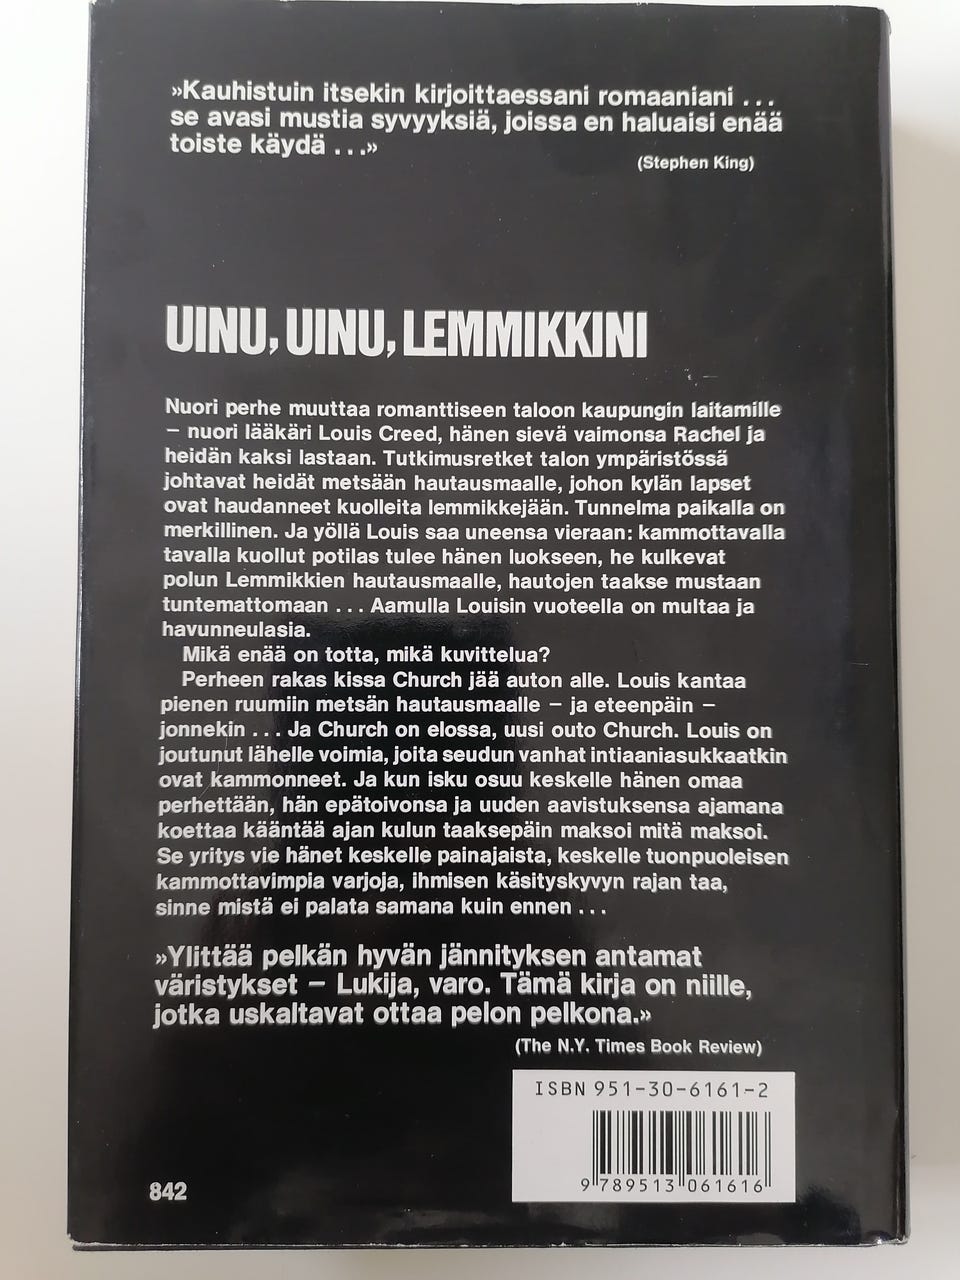 »Kauhistuin itsekin kirjoittaessani romaaniani ...
se avasi mustia syvyyksiä, joissa en haluaisi enää
toiste käydä ...»
(Stephen King)
UINU, UINU, LEMMIKKINI
Nuori perhe muuttaa romanttiseen taloon kaupungin laitamille
– nuori lääkäri Louis Creed, hänen sievä vaimonsa Rachel ja
heidän kaksi lastaan. Tutkimusretket talon ympäristössä
johtavat heidät metsään hautausmaalle, johon kylän lapset
ovat haudanneet kuolleita lemmikkejään. Tunnelma paikalla on
merkillinen. Ja yöllä Louis saa uneensa vieraan: kammottavalla
tavalla kuollut potilas tulee hänen luokseen, he kulkevat
polun Lemmikkien hautausmaalle, hautojen taakse mustaan
tuntemattomaan ... Aamulla Louisin vuoteella on multaa ja
havunneulasia.
Mikä enää on totta, mikä kuvittelua?
Perheen rakas kissa Church jää auton alle. Louis kantaa
pienen ruumiin metsän hautausmaalle – ja eteenpäin –
jonnekin ... Ja Church on elossa, uusi outo Church. Louis on
joutunut lähelle voimia, joita seudun vanhat intiaaniasukkaatkin
ovat kammonneet. Ja kun isku osuu keskelle hänen omaa
perhettään, hän epätoivonsa ja uuden aavistuksensa ajamana
koettaa kääntää ajan kulun taaksepäin maksoi mitä maksoi.
Se yritys vie hänet keskelle painajaista, keskelle tuonpuoleisen
kammottavimpia varjoja, ihmisen käsityskyvyn rajan taa,
sinne mistä ei palata samana kuin ennen ...
»Ylittää pelkän hyvän jännityksen antamat
väristykset – Lukija, varo. Tämä kirja on niille,
jotka uskaltavat ottaa pelon pelkona.»
(The N.Y. Times Book Review)
ISBN 951-30-6161-2
9 789513 061616
842